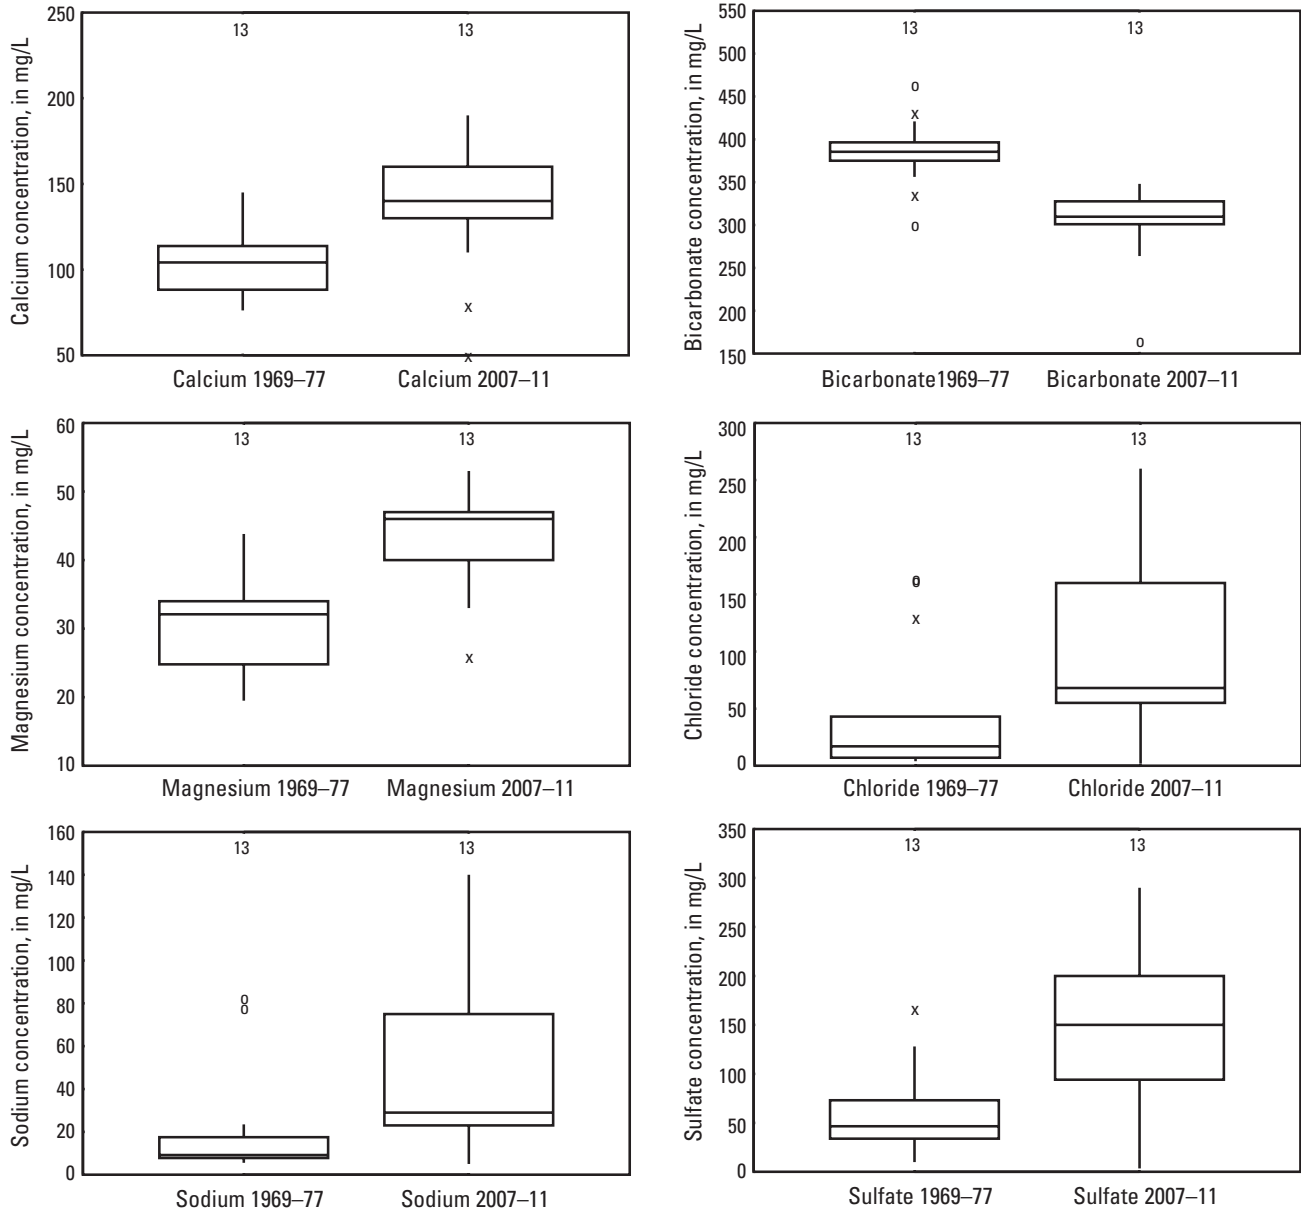 Calcium concentration, in mg/L
250
200
150
100
50
13
13
x
x
Calcium 1969–77
Calcium 2007–11
Bicarbonate concentration, in mg/L
550
500
450
400
350
300
250
200
150
13
13
o
x
x
o
o
Bicarbonate1969–77
Bicarbonate 2007–11
Magnesium concentration, in mg/L
60
50
40
30
20
10
13
13
x
Magnesium 1969–77
Magnesium 2007–11
Chloride concentration, in mg/L
300
250
200
150
100
50
0
13
13
o
o
x
Chloride 1969–77
Chloride 2007–11
Sodium concentration, in mg/L
160
140
120
100
80
60
40
20
0
13
13
o
o
Sodium 1969–77
Sodium 2007–11
Sulfate concentration, in mg/L
350
300
250
200
150
100
50
0
13
13
x
Sulfate 1969–77
Sulfate 2007–11